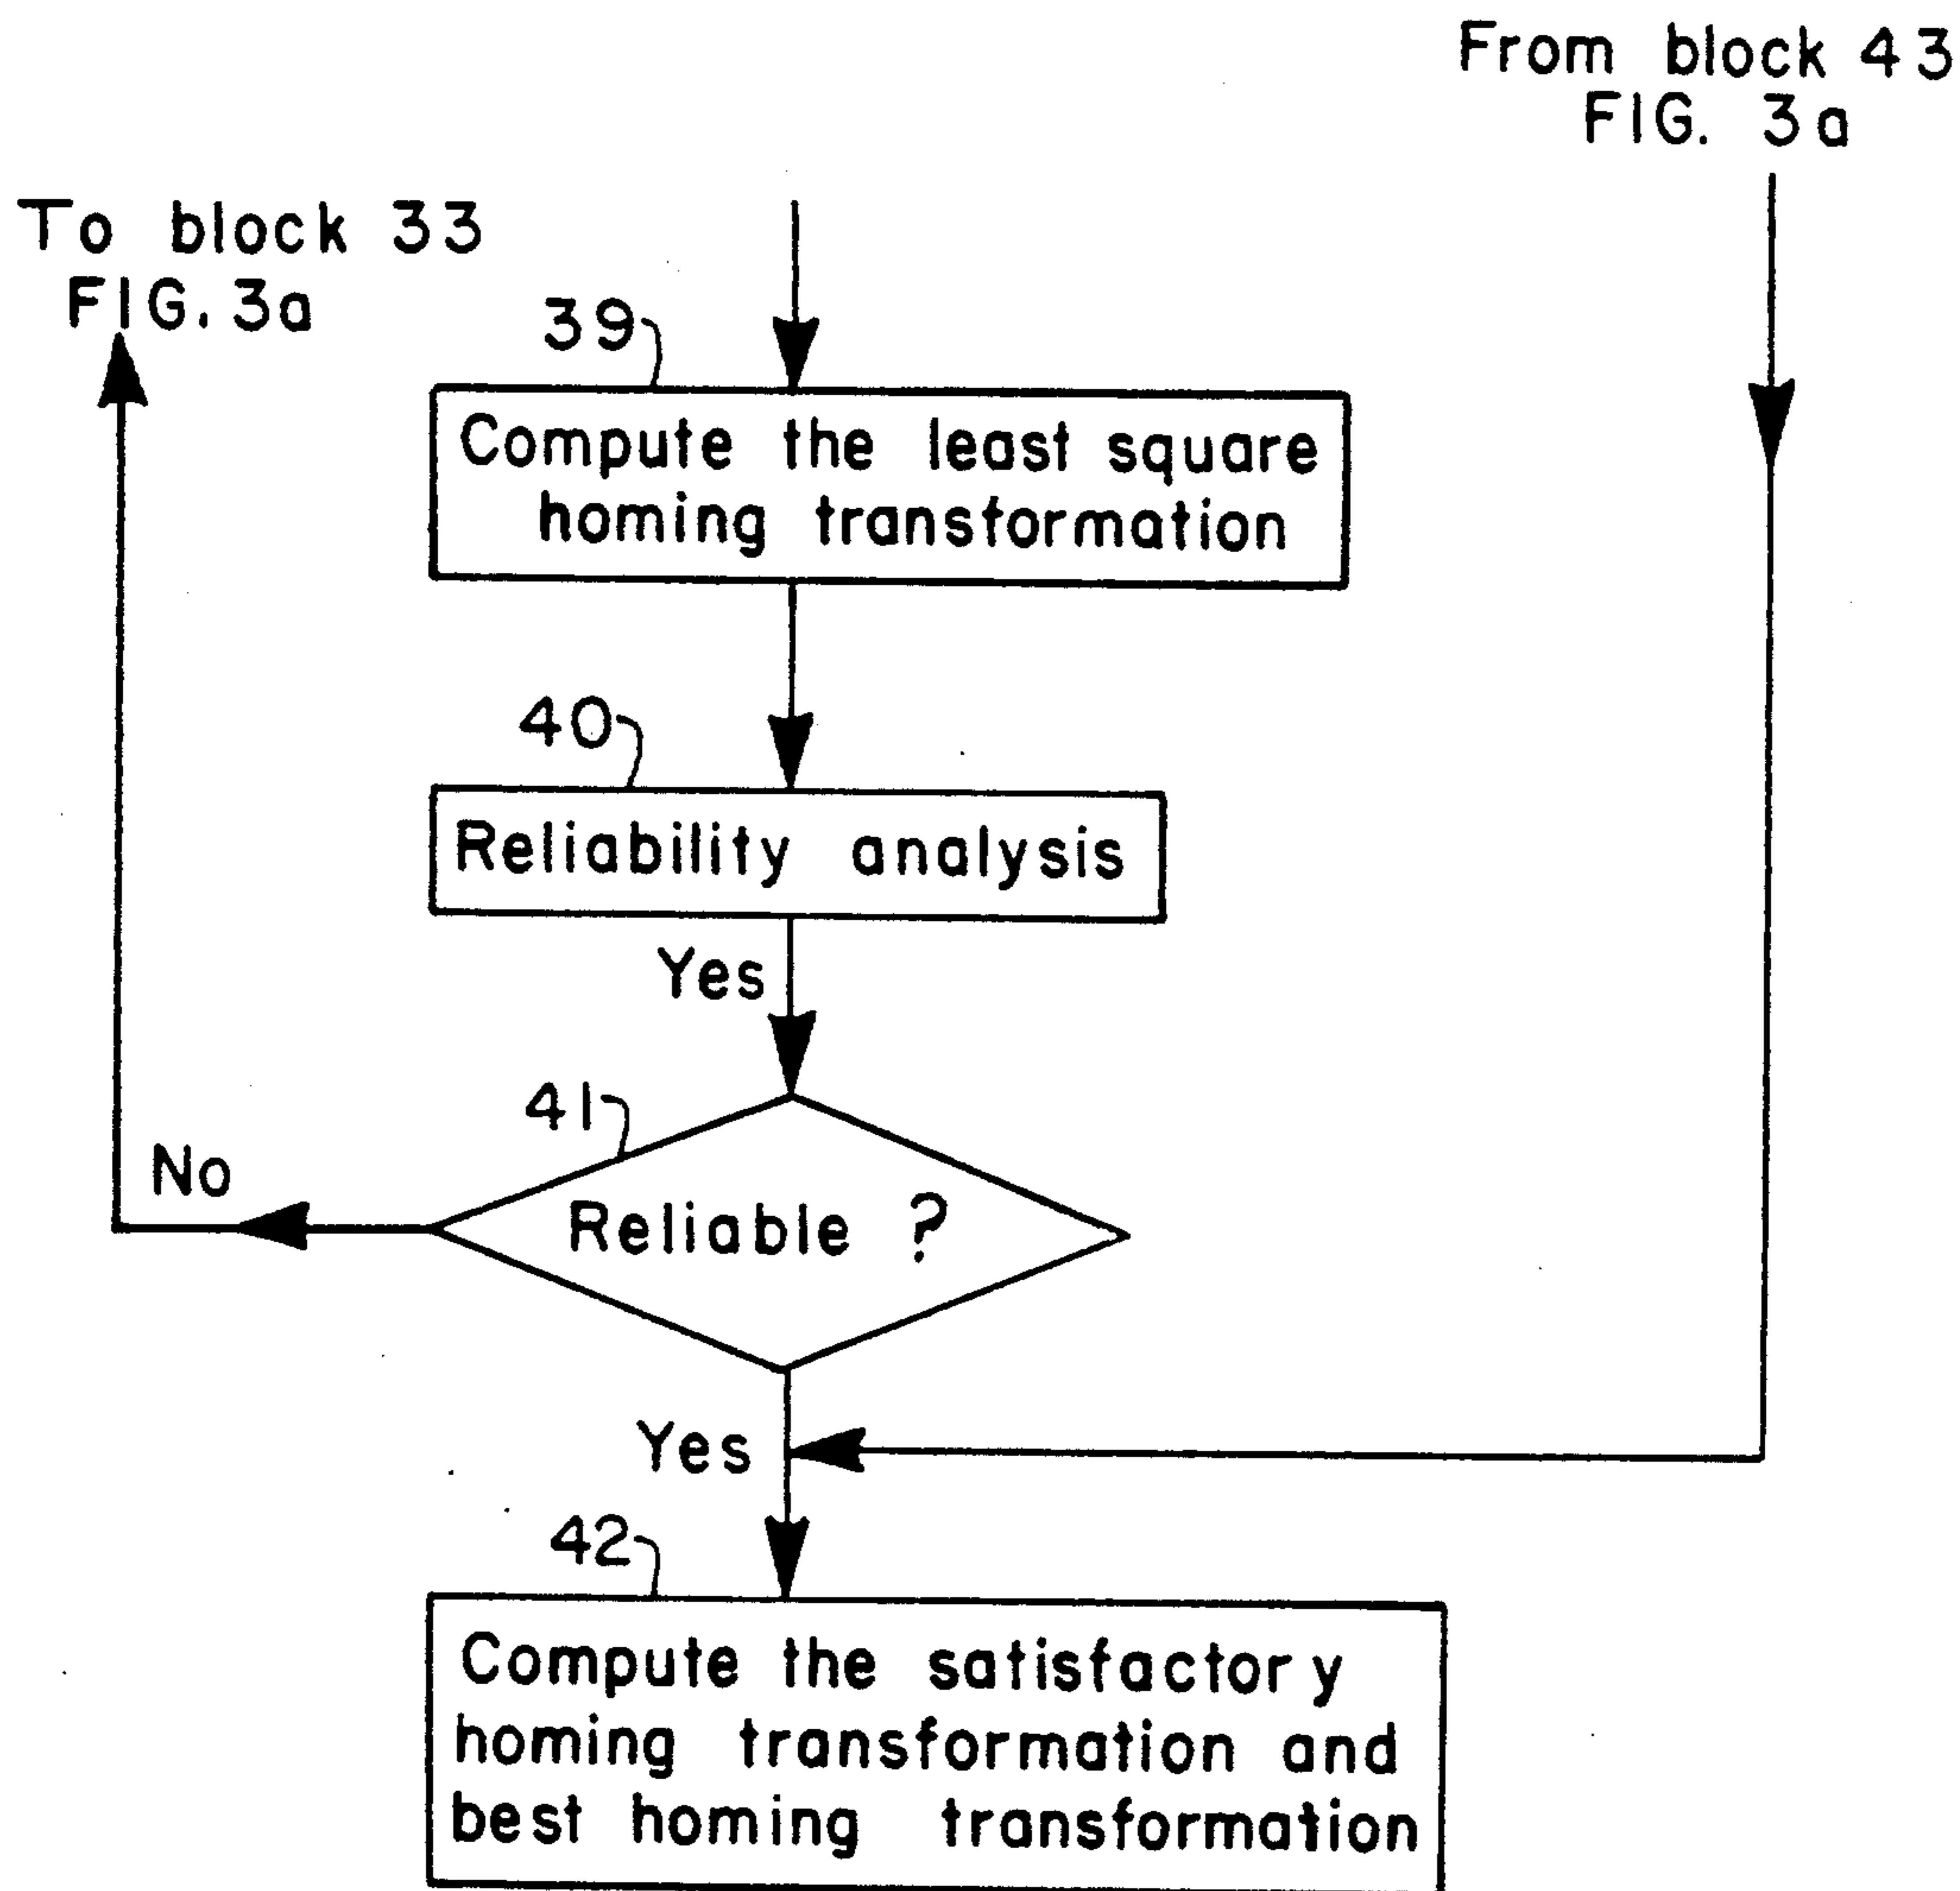 From block 43
FIG. 3a
To block 33
FIG. 3a
39
Compute the least square
homing transformation
40
Reliability analysis
Yes
41
No
Reliable ?
Yes
42
Compute the satisfactory
homing transformation and
best homing transformation